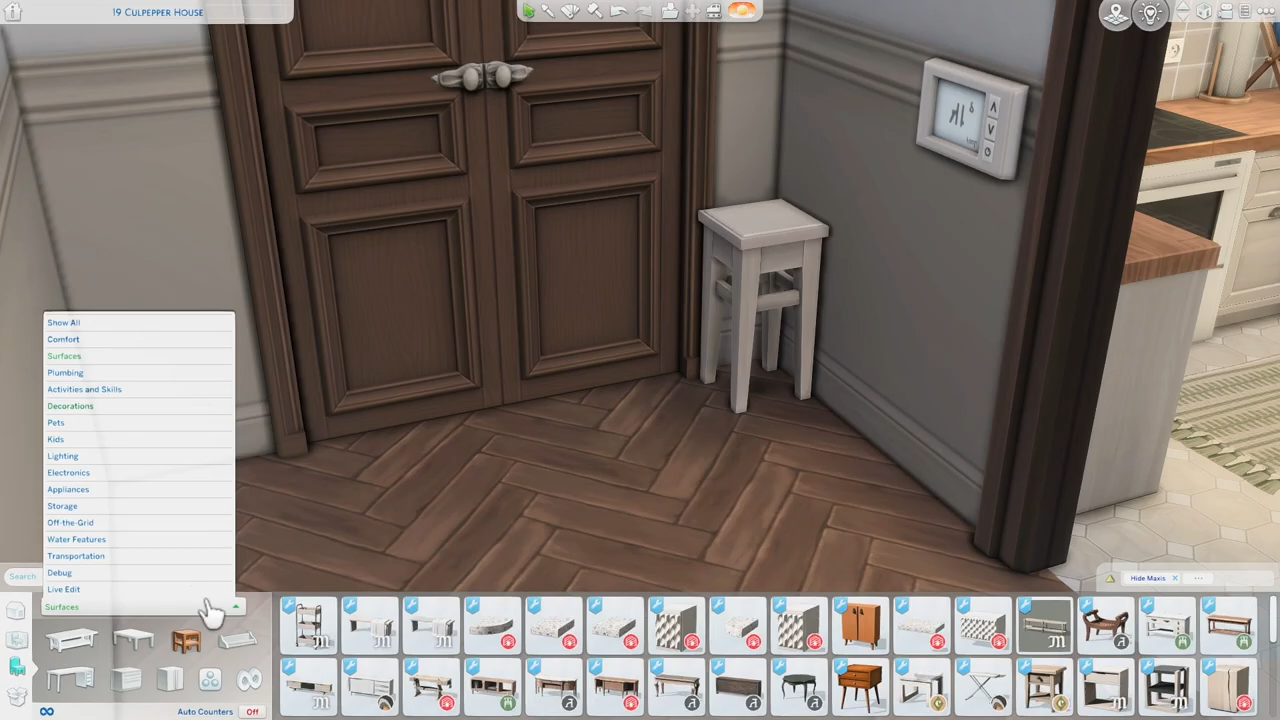 19 Culpepper House
Show All
Comfort
Surfaces
Plumbing
Activities and Skills
Decorations
Pets
Kids
Lighting
Electronics
Appliances
Storage
Off-the-Grid
Water Features
Transportation
Debug
Live Edit
Search
Surfaces
Hide Maxis
Auto Counters
Off